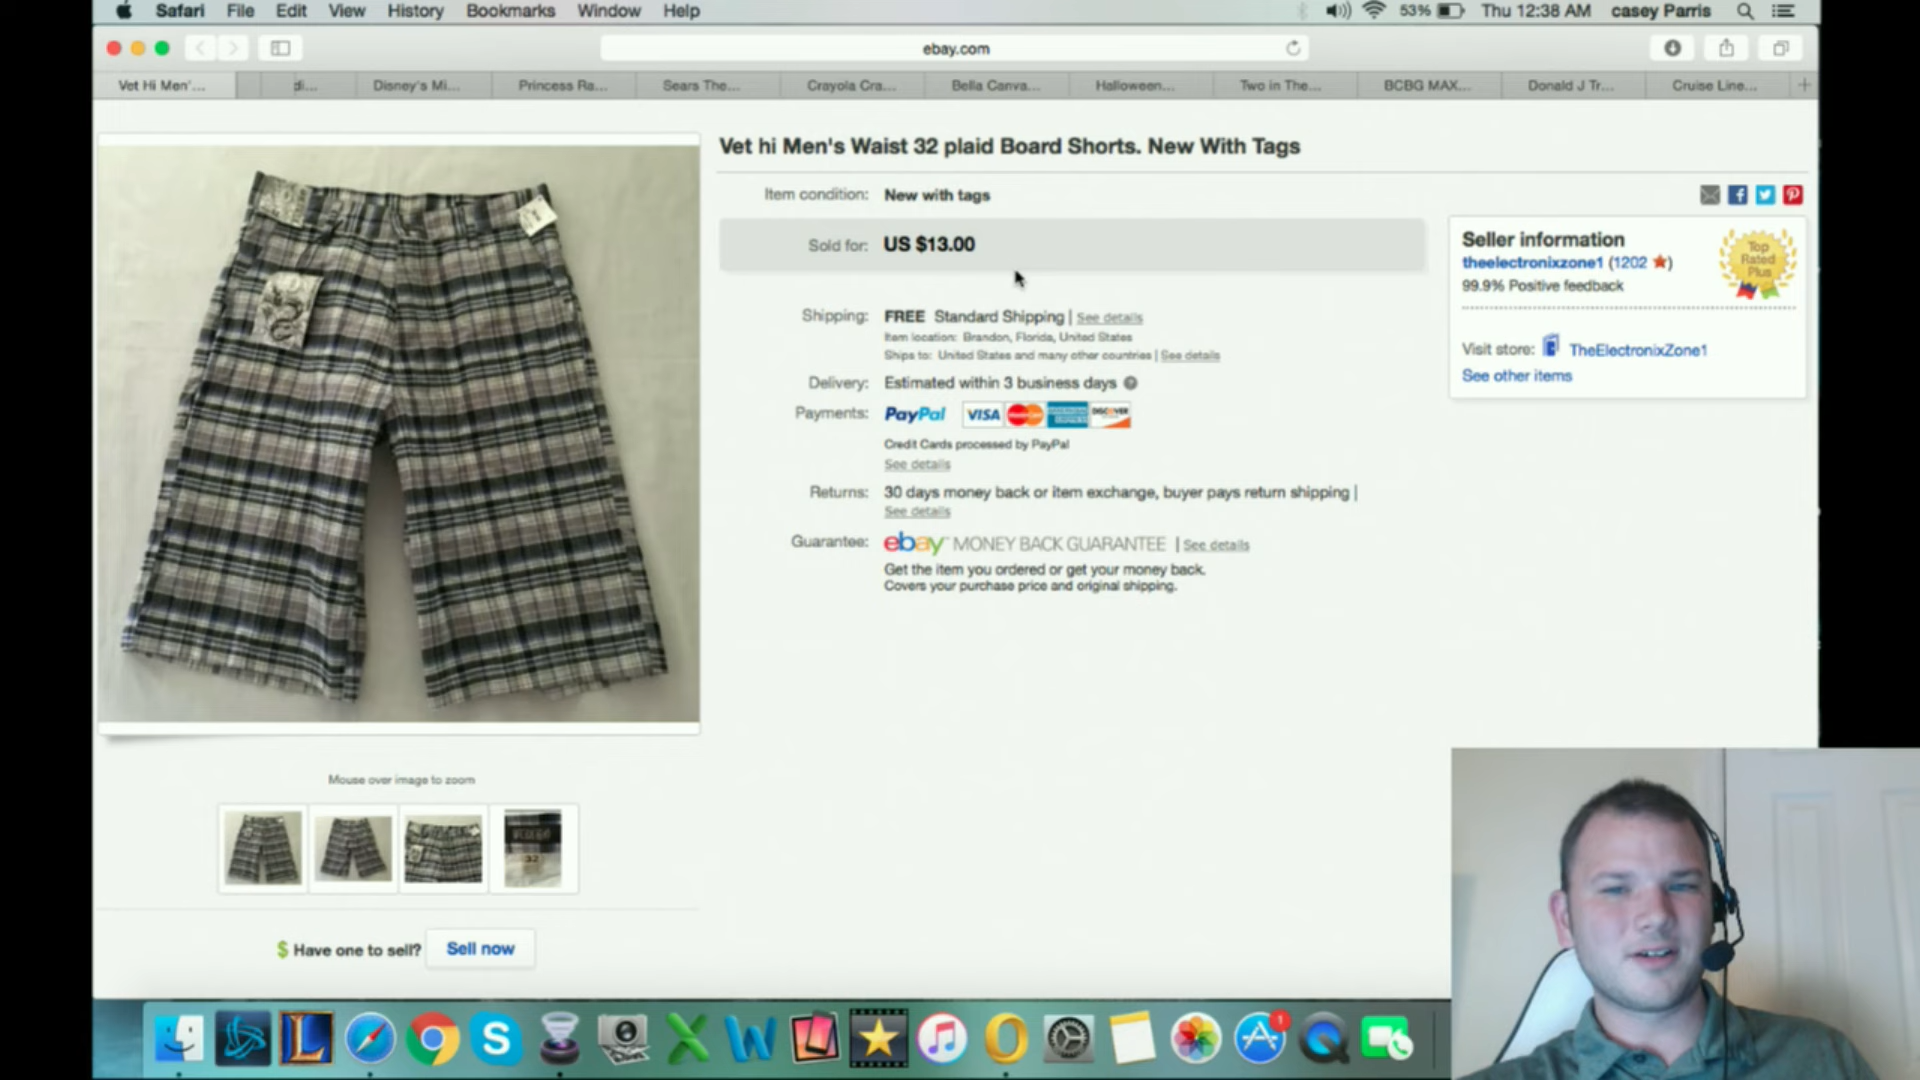 Safari File Edit View History Bookmarks Window Help
53% Thu 12:38 AM casey Parris
ebay.com
Vet Hi Men'... di... Disney's Mi... Princess Ra... Sears The... Crayola Cra... Bella Canva... Halloween... Two in The... BCBG MAX... Donald J Tr... Cruise Line...
Vet hi Men's Waist 32 plaid Board Shorts. New With Tags
Item condition: New with tags
Sold for: US $13.00
Shipping: FREE Standard Shipping | See details
Item location: Brandon, Florida, United States
Ships to: United States and many other countries | See details
Delivery: Estimated within 3 business days
Payments: PayPal VISA MasterCard DISCOVER
Credit Cards processed by PayPal
See details
Returns: 30 days money back or item exchange, buyer pays return shipping |
See details
Guarantee: ebay MONEY BACK GUARANTEE | See details
Get the item you ordered or get your money back.
Covers your purchase price and original shipping.
Seller information
theelectronixzone1 (1202 )
99.9% Positive feedback
Top
Rated
Plus
Visit store: TheElectronixZone1
See other items
Mouse over image to zoom
32
$ Have one to sell? Sell now
1